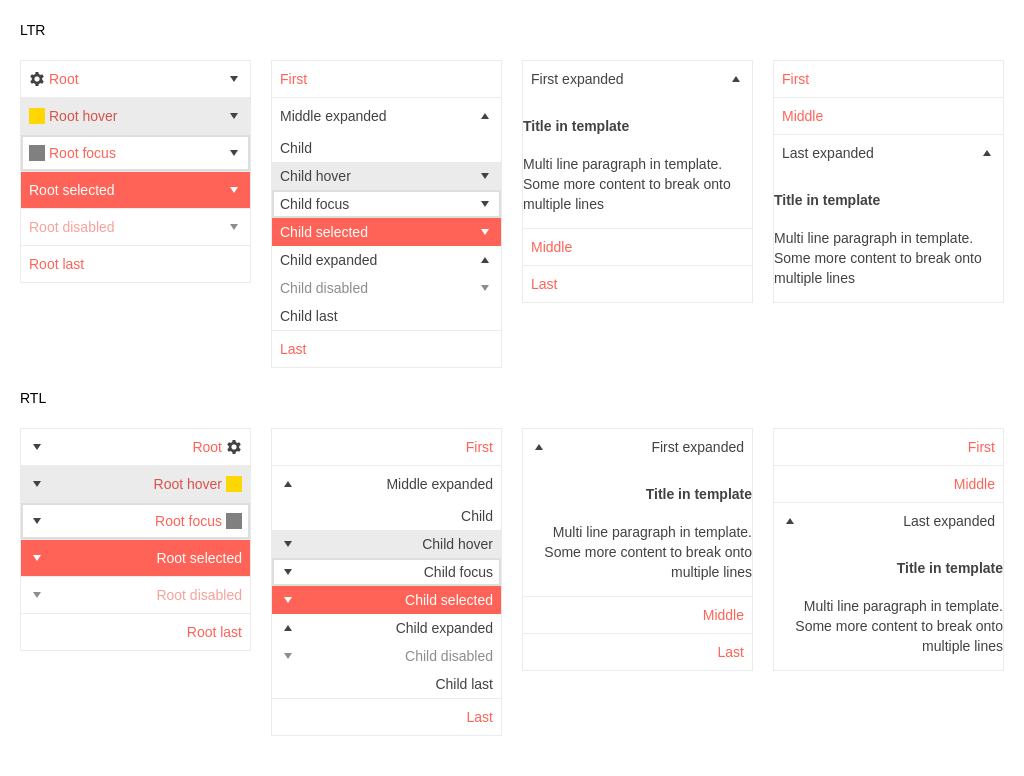 LTR
Root
Root hover
Root focus
Root selected
Root disabled
Root last
First
Middle expanded
Child
Child hover
Child focus
Child selected
Child expanded
Child disabled
Child last
Last
First expanded
Title in template
Multi line paragraph in template.
Some more content to break onto
multiple lines
Middle
Last
First
Middle
Last expanded
Title in template
Multi line paragraph in template.
Some more content to break onto
multiple lines
RTL
Root
Root hover
Root focus
Root selected
Root disabled
Root last
First
Middle expanded
Child
Child hover
Child focus
Child selected
Child expanded
Child disabled
Child last
Last
First expanded
Title in template
Multi line paragraph in template.
Some more content to break onto
multiple lines
Middle
Last
First
Middle
Last expanded
Title in template
Multi line paragraph in template.
Some more content to break onto
multiple lines